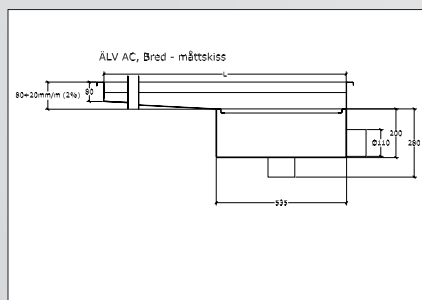 ÄLV AC, Bred - måttskiss
L
80+20mm/m (2%)
80
Ø110
200
280
535